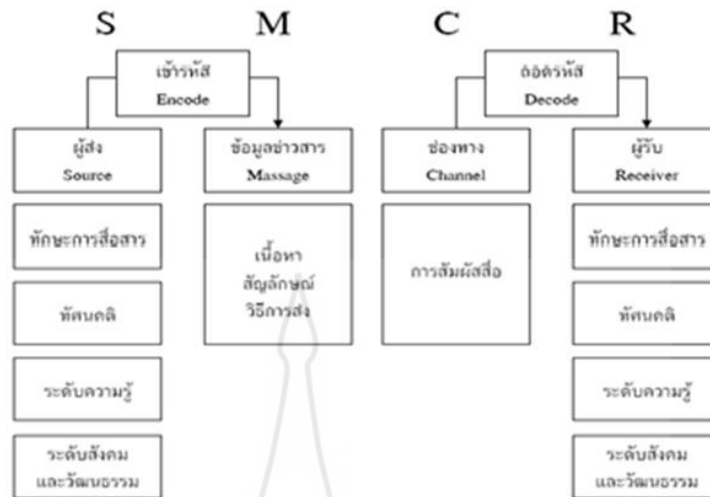 S M C R
เข้ารหัส
Encode
ถอดรหัส
Decode
ผู้ส่ง
Source
ข้อมูลข่าวสาร
Massage
ช่องทาง
Channel
ผู้รับ
Receiver
ทักษะการสื่อสาร
ทัศนคติ
ระดับความรู้
ระดับสังคม
และวัฒนธรรม
เนื้อหา
สัญลักษณ์
วิธีการส่ง
การสัมผัสสื่อ
ทักษะการสื่อสาร
ทัศนคติ
ระดับความรู้
ระดับสังคม
และวัฒนธรรม